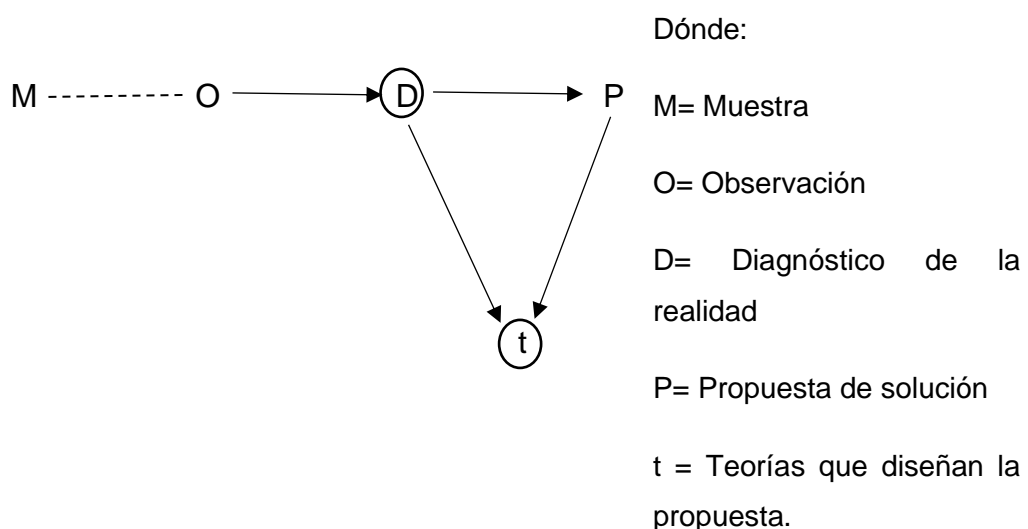 Dónde:
M O D P
M= Muestra
O= Observación
D= Diagnóstico de la
realidad
t
P= Propuesta de solución
t = Teorías que diseñan la
propuesta.